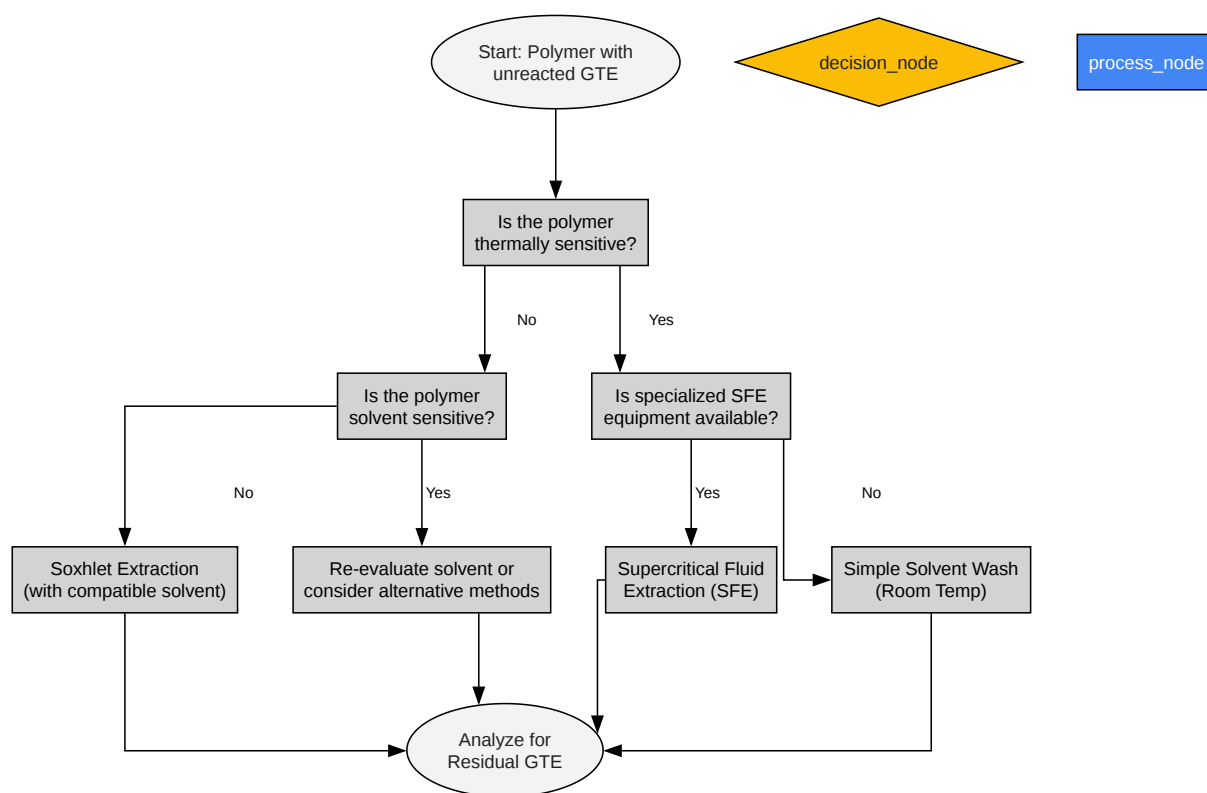 Start: Polymer with
unreacted GTE
decision_node
process_node
Is the polymer
thermally sensitive?
No
Yes
Is the polymer
solvent sensitive?
Is specialized SFE
equipment available?
No
Yes
Yes
No
Soxhlet Extraction
(with compatible solvent)
Re-evaluate solvent or
consider alternative methods
Supercritical Fluid
Extraction (SFE)
Simple Solvent Wash
(Room Temp)
Analyze for
Residual GTE